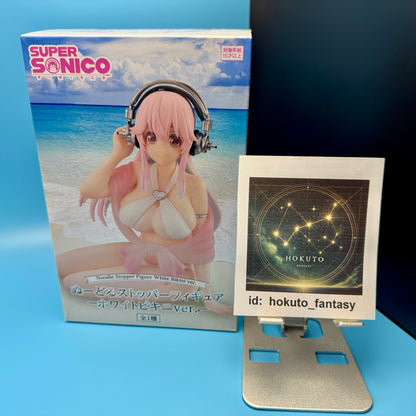 SUPER
SONICO
対象年齢
15才以上
Noodle Stopper Figure White Bikini ver.
ぬーどるストッパーフィギュア
-ホワイトビキニver.-
全1種
HOKUTO
FANTASY
id: hokuto_fantasy